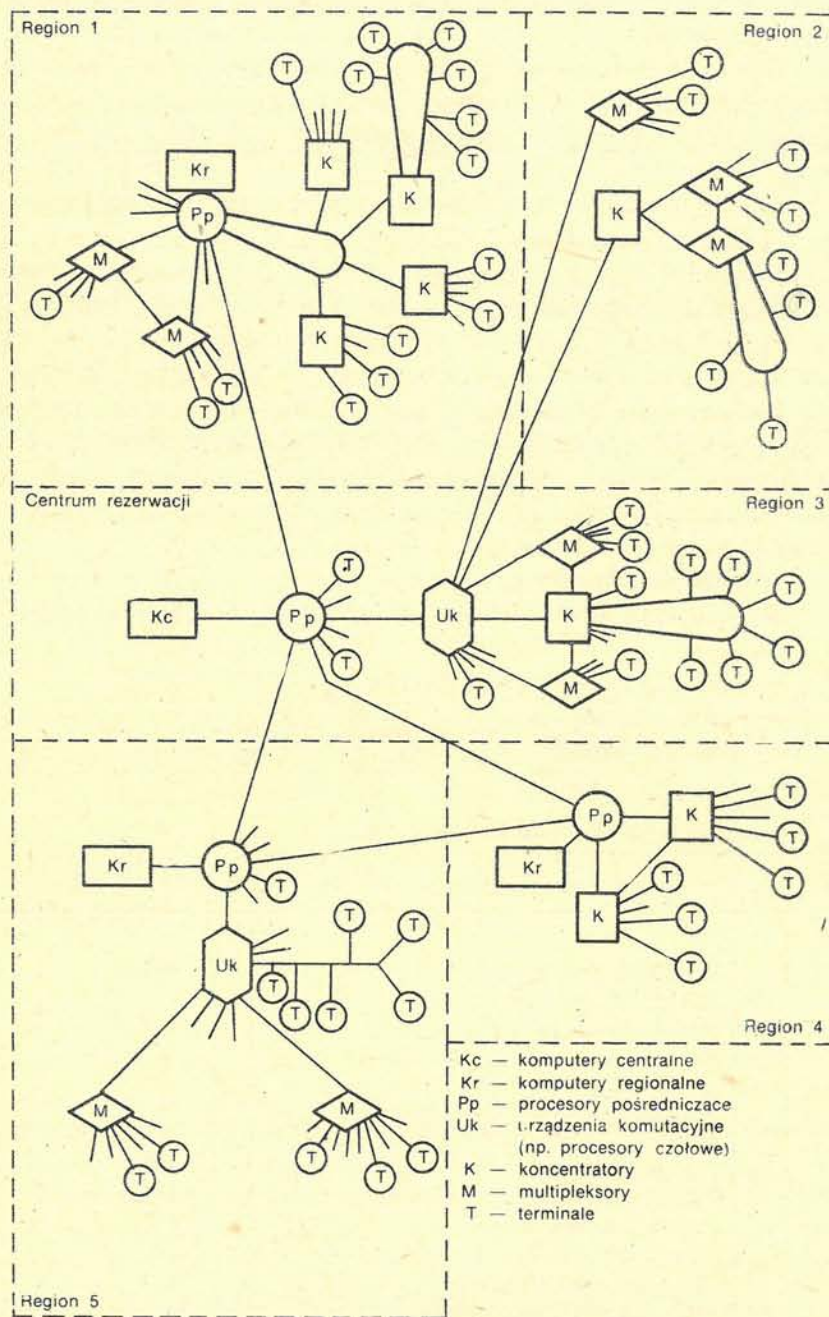 Region 1
Region 2
T T T
T T
T T
T
M
Kr
K
T
T
K
M
T
Pp
K
T
M
M
T
K
T
T
T
M
T
K
T
T
T
T
T
T
T
T
Centrum rezerwacji
Region 3
T
T
M
T
T
T
T
T
Kc
Pp
Uk
K
T
T
T
M
T
T
T
T
Pp
K
T
Kr
Pp
T
Kr
T
T
K
T
T
T
T
Uk
T
T
T
T
T
T
Region 4
Kc — komputery centralne
Kr — komputery regionalne
Pp — procesory pośredniczace
Uk — urządzenia komutacyjne
(np. procesory czołowe)
K — koncentratory
M — multipleksory
T — terminale
M
M
T
T
T
T
Region 5